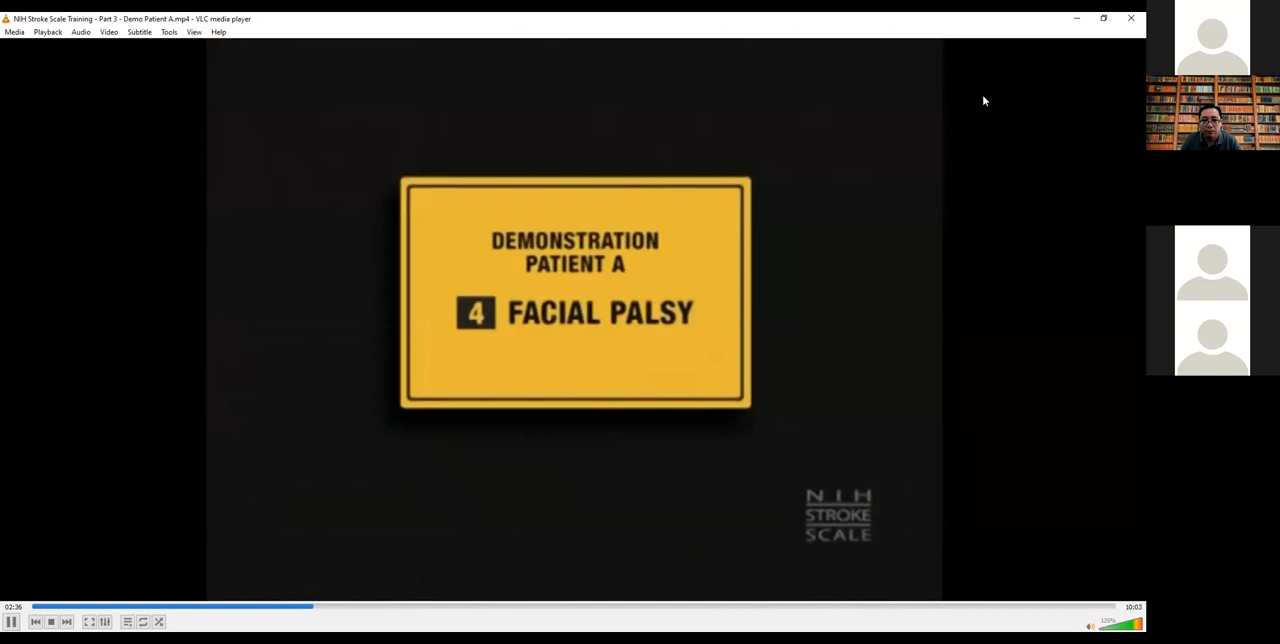 NIH Stroke Scale Training - Part 3 - Demo Patient A.mp4 - VLC media player
Media Playback Audio Video Subtitle Tools View Help
DEMONSTRATION
PATIENT A
4 FACIAL PALSY
NIH
STROKE
SCALE
02:36
10:03
125%